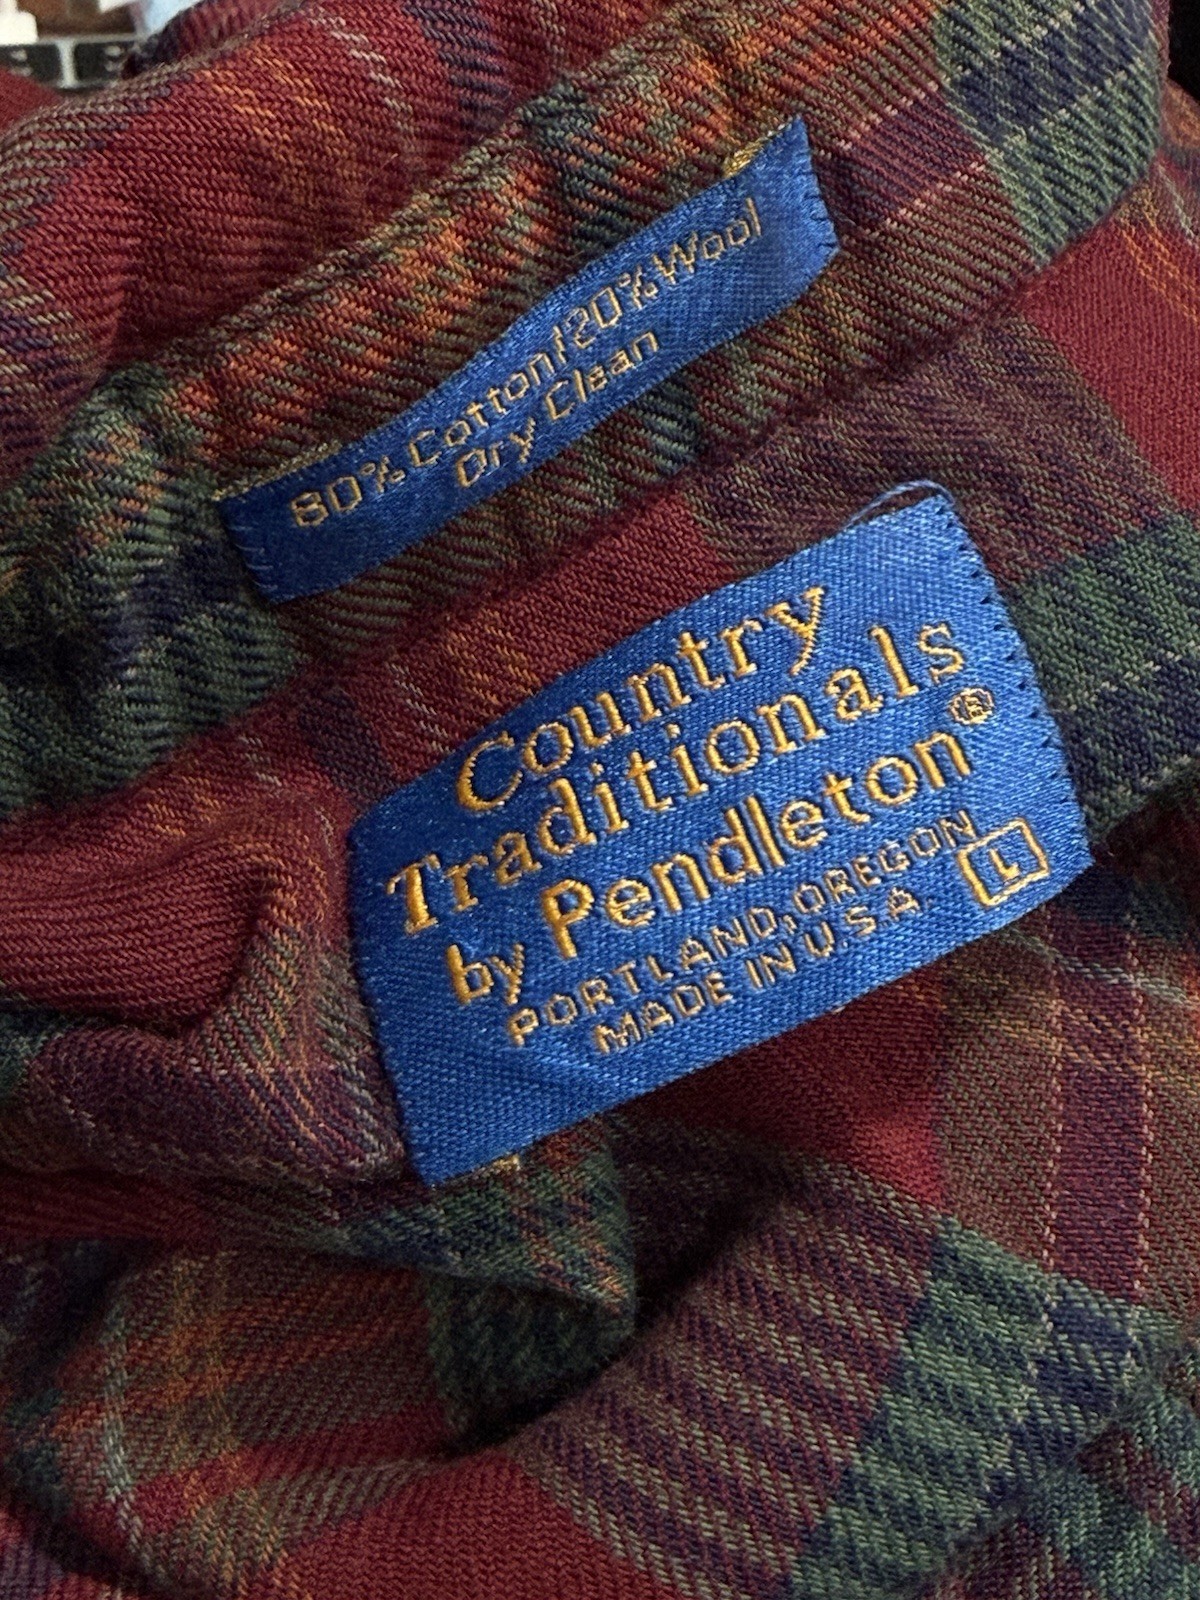 80% Cotton/20% Wool
Dry Clean
Country
Traditionals
by Pendleton®
PORTLAND, OREGON
MADE IN U.S.A. L